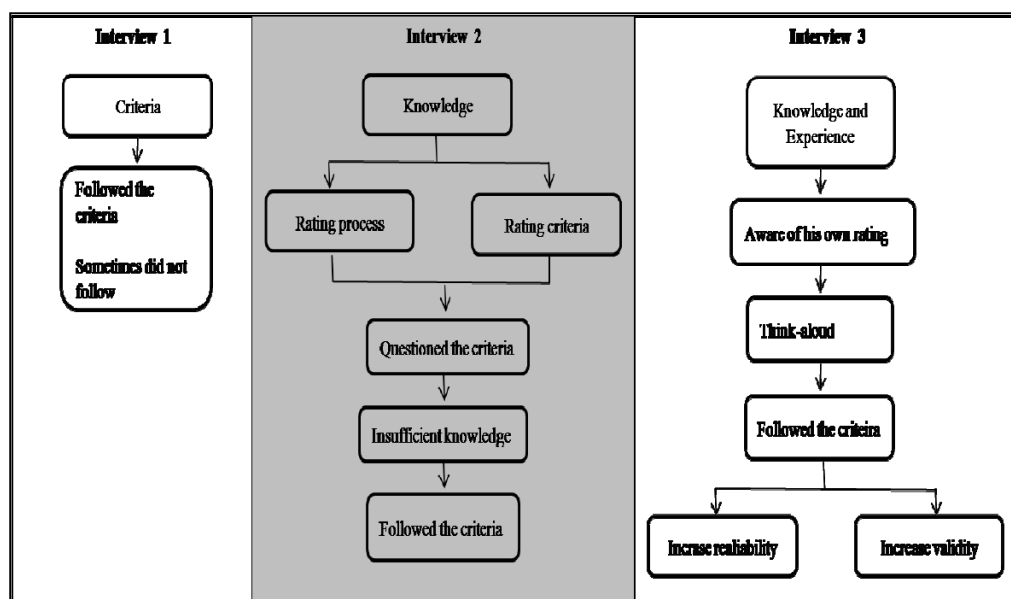 Interview 1
Criteria
Followed the
criteria
Sometimes did not
follow
Interview 2
Knowledge
Rating process
Rating criteria
Questioned the criteria
Insufficient knowledge
Followed the criteria
Interview 3
Knowledge and
Experience
Aware of his own rating
Think-aloud
Followed the criteira
Incrase realiability
Increase validity